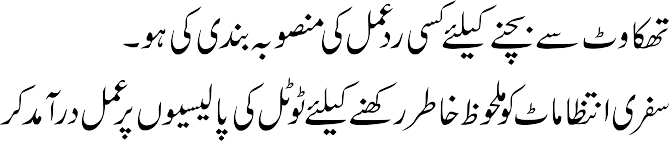 تھکاوٹ سے بچنے کیلئے کسی ردعمل کی منصوبہ بندی کی ہو۔
سفری انتظامات کو ملحوظ خاطر رکھنے کیلئے ٹوٹل کی پالیسیوں پر عمل درآمد کر